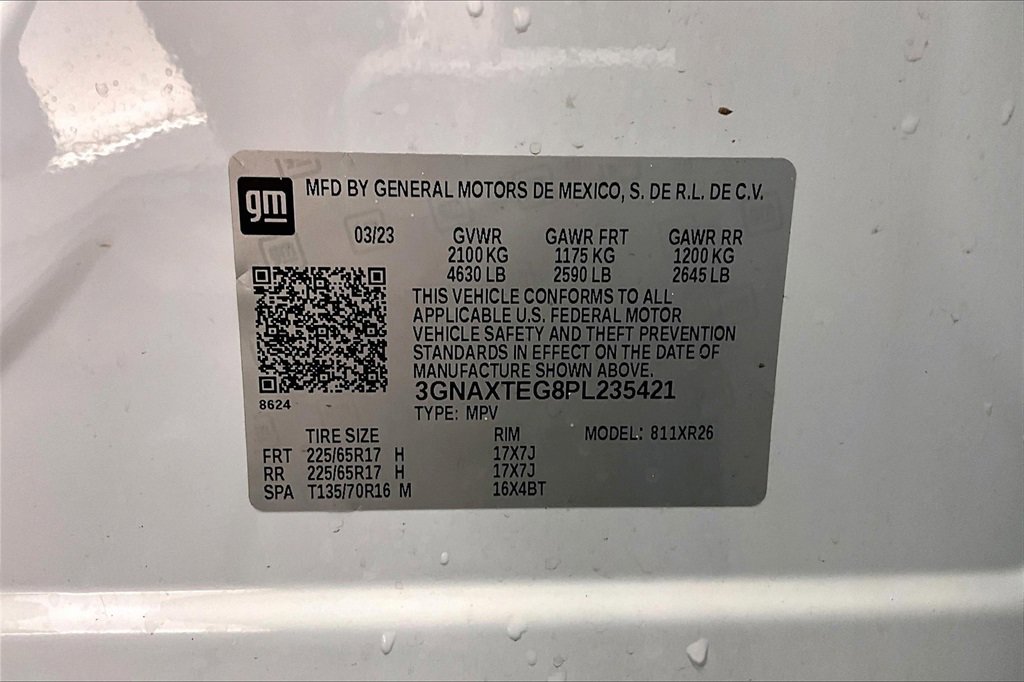 gm
MFD BY GENERAL MOTORS DE MEXICO, S. DE R.L. DE C.V.
03/23 GVWR GAWR FRT GAWR RR
2100 KG 1175 KG 1200 KG
4630 LB 2590 LB 2645 LB
THIS VEHICLE CONFORMS TO ALL
APPLICABLE U.S. FEDERAL MOTOR
VEHICLE SAFETY AND THEFT PREVENTION
STANDARDS IN EFFECT ON THE DATE OF
MANUFACTURE SHOWN ABOVE.
3GNAXTEG8PL235421
8624
TYPE: MPV
TIRE SIZE RIM MODEL: 811XR26
FRT 225/65R17 H 17X7J
RR 225/65R17 H 17X7J
SPA T135/70R16 M 16X4BT